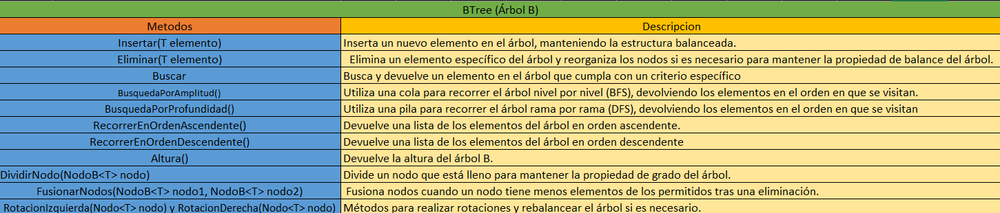 BTree (Árbol B)
Metodos Descripcion
Insertar(T elemento) Inserta un nuevo elemento en el árbol, manteniendo la estructura balanceada.
Eliminar(T elemento) Elimina un elemento específico del árbol y reorganiza los nodos si es necesario para mantener la propiedad de balance del árbol.
Buscar Busca y devuelve un elemento en el árbol que cumpla con un criterio específico
BusquedaPorAmplitud() Utiliza una cola para recorrer el árbol nivel por nivel (BFS), devolviendo los elementos en el orden en que se visitan.
BusquedaPorProfundidad() Utiliza una pila para recorrer el árbol rama por rama (DFS), devolviendo los elementos en el orden en que se visitan
RecorrerEnOrdenAscendente() Devuelve una lista de los elementos del árbol en orden ascendente.
RecorrerEnOrdenDescendente() Devuelve una lista de los elementos del árbol en orden descendente
Altura() Devuelve la altura del árbol B.
DividirNodo(NodoB<T> nodo) Divide un nodo que está lleno para mantener la propiedad de grado del árbol.
FusionarNodos(NodoB<T> nodo1, NodoB<T> nodo2) Fusiona nodos cuando un nodo tiene menos elementos de los permitidos tras una eliminación.
RotacionIzquierda(Nodo<T> nodo) y RotacionDerecha(Nodo<T> nodo) Métodos para realizar rotaciones y rebalancear el árbol si es necesario.